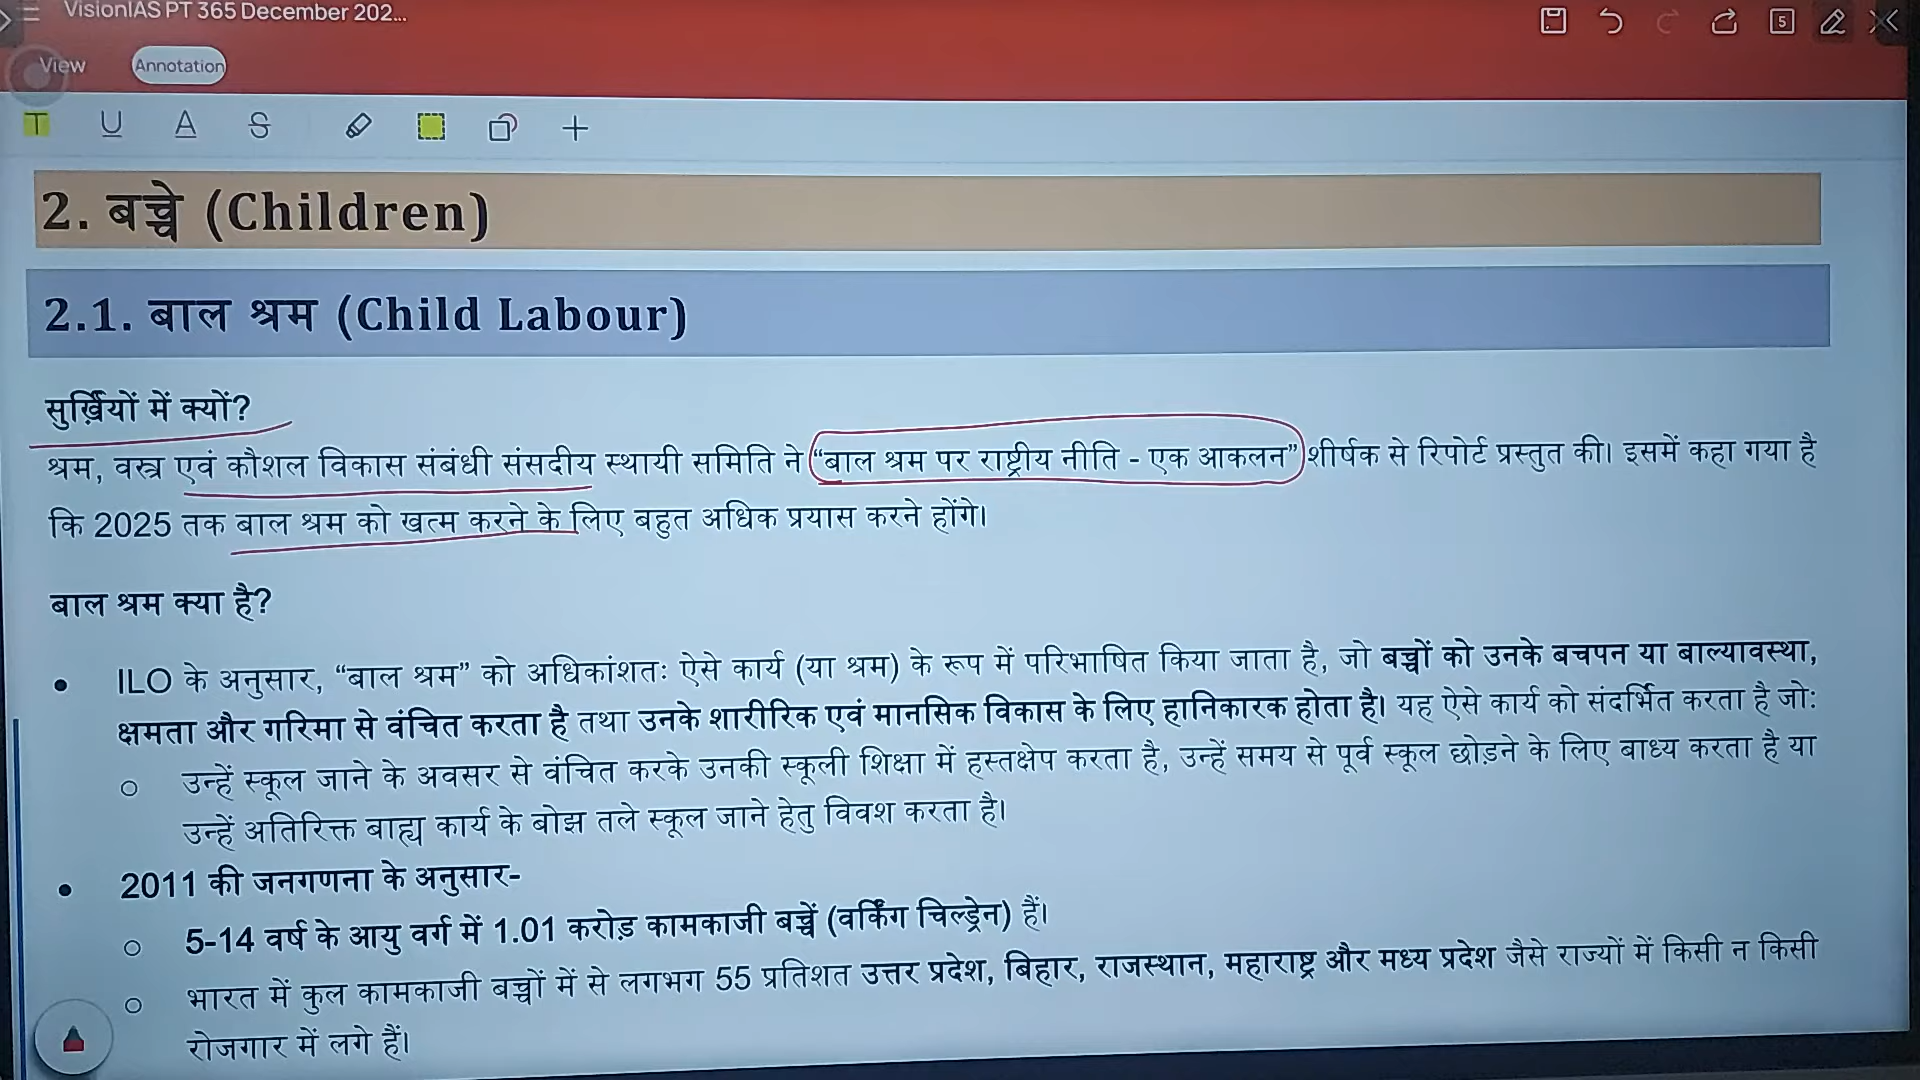 VisionIAS PT 365 December 202...
View
Annotation
T U A S
2. बच्चे (Children)
2.1. बाल श्रम (Child Labour)
सुर्ख़ियों में क्यों?
श्रम, वस्त्र एवं कौशल विकास संबंधी संसदीय स्थायी समिति ने “बाल श्रम पर राष्ट्रीय नीति - एक आकलन” शीर्षक से रिपोर्ट प्रस्तुत की। इसमें कहा गया है
कि 2025 तक बाल श्रम को खत्म करने के लिए बहुत अधिक प्रयास करने होंगे।
बाल श्रम क्या है?
• ILO के अनुसार, “बाल श्रम” को अधिकांशतः ऐसे कार्य (या श्रम) के रूप में परिभाषित किया जाता है, जो बच्चों को उनके बचपन या बाल्यावस्था,
क्षमता और गरिमा से वंचित करता है तथा उनके शारीरिक एवं मानसिक विकास के लिए हानिकारक होता है। यह ऐसे कार्य को संदर्भित करता है जो:
○ उन्हें स्कूल जाने के अवसर से वंचित करके उनकी स्कूली शिक्षा में हस्तक्षेप करता है, उन्हें समय से पूर्व स्कूल छोड़ने के लिए बाध्य करता है या
उन्हें अतिरिक्त बाह्य कार्य के बोझ तले स्कूल जाने हेतु विवश करता है।
• 2011 की जनगणना के अनुसार-
○ 5-14 वर्ष के आयु वर्ग में 1.01 करोड़ कामकाजी बच्चें (वर्किंग चिल्ड्रेन) हैं।
○ भारत में कुल कामकाजी बच्चों में से लगभग 55 प्रतिशत उत्तर प्रदेश, बिहार, राजस्थान, महाराष्ट्र और मध्य प्रदेश जैसे राज्यों में किसी न किसी
रोजगार में लगे हैं।